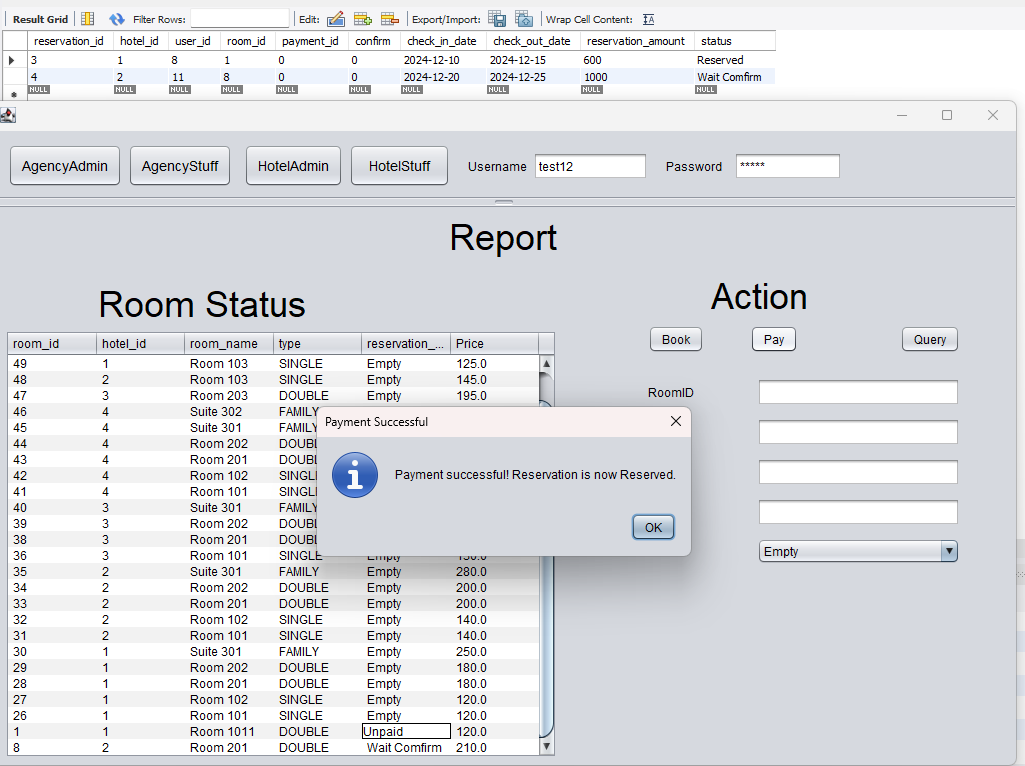 Result Grid Filter Rows: Edit: Export/Import: Wrap Cell Content: IA
reservation_id hotel_id user_id room_id payment_id confirm check_in_date check_out_date reservation_amount status
3 1 8 1 0 0 2024-12-10 2024-12-15 600 Reserved
4 2 11 8 0 0 2024-12-20 2024-12-25 1000 Wait Comfirm
NULL NULL NULL NULL NULL NULL NULL NULL NULL NULL
AgencyAdmin AgencyStuff HotelAdmin HotelStuff Username test12 Password *****
Report
Room Status
Action
Book Pay Query
room_id hotel_id room_name type reservation_... Price
49 1 Room 103 SINGLE Empty 125.0
48 2 Room 103 SINGLE Empty 145.0
RoomID
47 3 Room 203 DOUBLE Empty 195.0
46 4 Suite 302 FAMILY
Payment Successful
45 4 Suite 301 FAMILY
44 4 Room 202 DOUBL
43 4 Room 201 DOUBL
42 4 Room 102 SINGL
Payment successful! Reservation is now Reserved.
41 4 Room 101 SINGL
40 3 Suite 301 FAMILY
39 3 Room 202 DOUBL
38 3 Room 201 DOUBL
OK
36 3 Room 101 SINGLE Empty 130.0
Empty
35 2 Suite 301 FAMILY Empty 280.0
34 2 Room 202 DOUBLE Empty 200.0
33 2 Room 201 DOUBLE Empty 200.0
32 2 Room 102 SINGLE Empty 140.0
31 2 Room 101 SINGLE Empty 140.0
30 1 Suite 301 FAMILY Empty 250.0
29 1 Room 202 DOUBLE Empty 180.0
28 1 Room 201 DOUBLE Empty 180.0
27 1 Room 102 SINGLE Empty 120.0
26 1 Room 101 SINGLE Empty 120.0
1 1 Room 1011 DOUBLE Unpaid 120.0
8 2 Room 201 DOUBLE Wait Comfirm 210.0